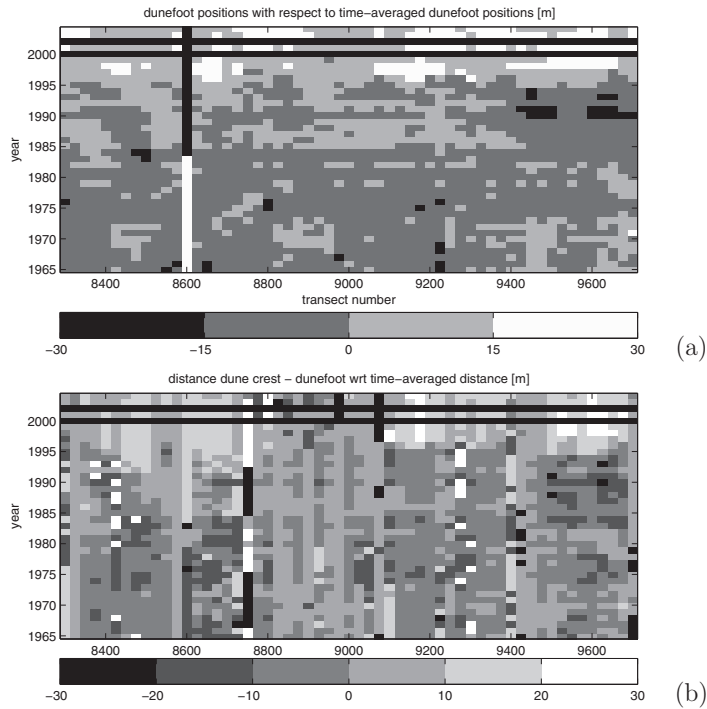 dunefoot positions with respect to time−averaged dunefoot positions [m]
2000
1995
1990
1985
1980
1975
1970
1965
year
8400 8600 8800 9000 9200 9400 9600
transect number
−30 −15 0 15 30
(a)
distance dune crest − dunefoot wrt time−averaged distance [m]
2000
1995
1990
1985
1980
1975
1970
1965
year
8400 8600 8800 9000 9200 9400 9600
−30 −20 −10 0 10 20 30
(b)